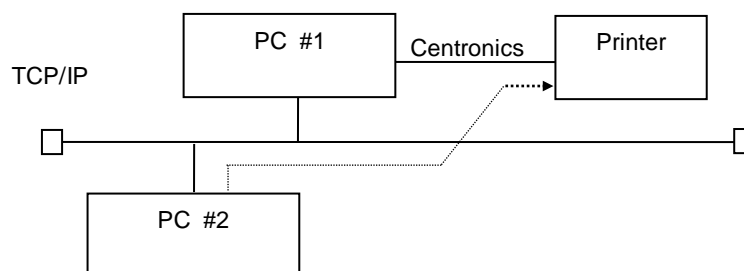 PC #1
Centronics
Printer
TCP/IP
PC #2